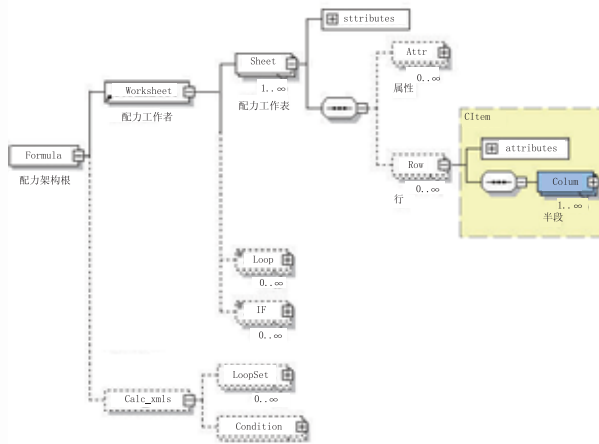 sttributes
Sheet
1..∞
配力工作表
Attr
0..∞
属性
Worksheet
配力工作者
CItem
attributes
Formula
配力架构根
Row
0..∞
行
Colum
1..∞
半段
Loop
0..∞
IF
0..∞
LoopSet
0..∞
Calc_xmls
Condition